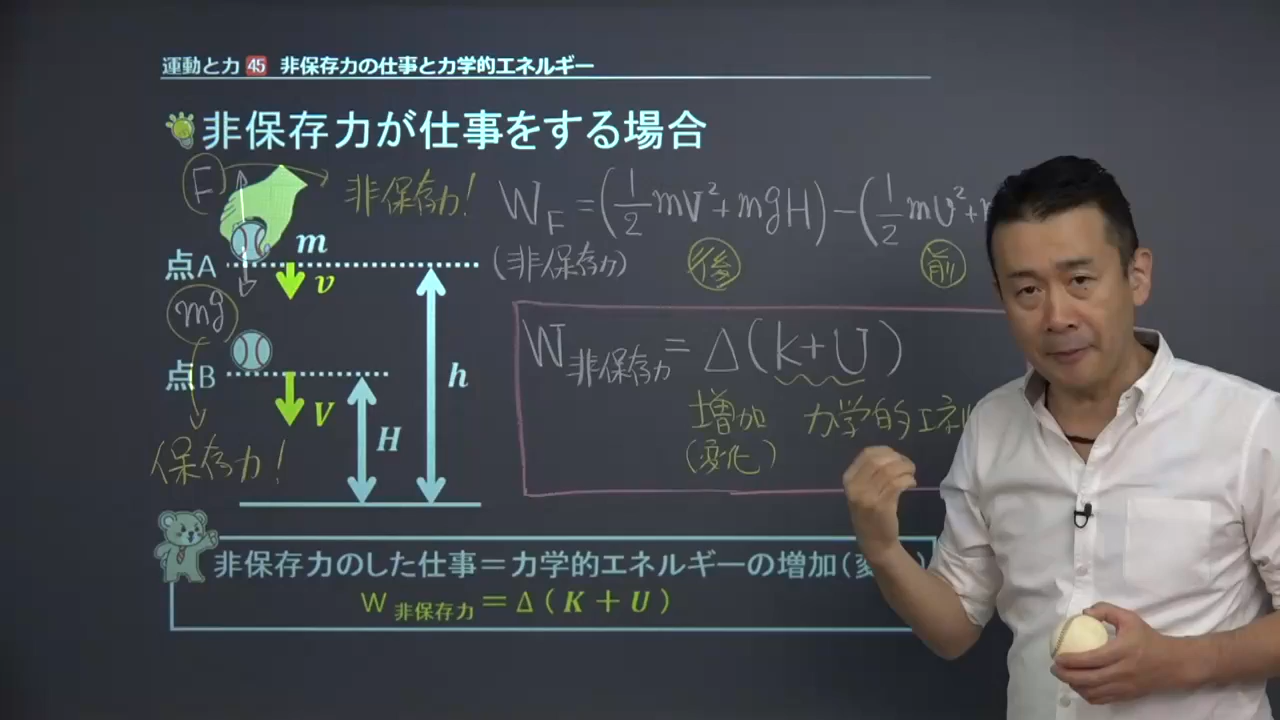 運動と力 45 非保存力の仕事と力学的エネルギー
非保存力が仕事をする場合
F
非保存力!
W_F = (1/2 mV² + mgH) − (1/2 mv² +
(非保存力)
後
前
点A
m
v
mg
点B
V
H
h
保存力!
W非保存力 = Δ(K+U)
増加
(変化)
力学的エネル
非保存力のした仕事=力学的エネルギーの増加(変
)
W 非保存力 = Δ ( K + U )